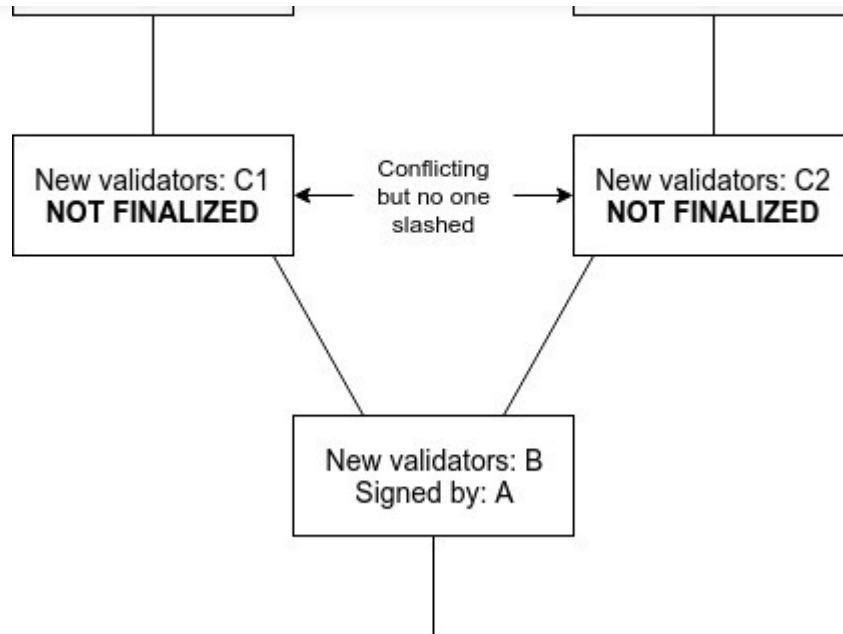 New validators: C1
NOT FINALIZED
Conflicting
but no one
slashed
New validators: C2
NOT FINALIZED
New validators: B
Signed by: A